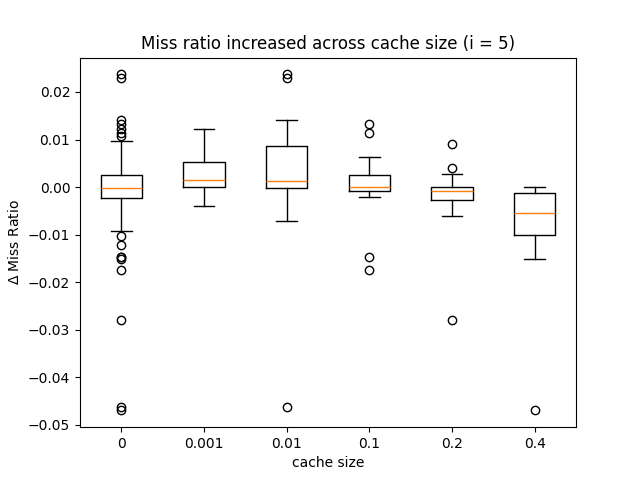 Miss ratio increased across cache size (i = 5)
Δ Miss Ratio
0.02
0.01
0.00
−0.01
−0.02
−0.03
−0.04
−0.05
0 0.001 0.01 0.1 0.2 0.4
cache size